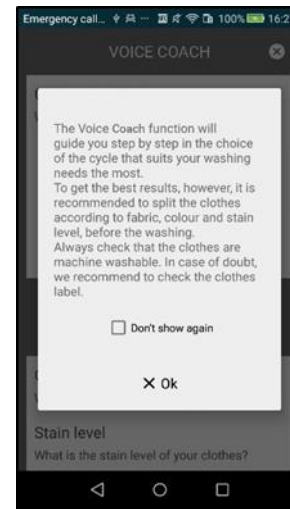 Emergency call... 100% 16:2
VOICE COACH
The Voice Coach function will
guide you step by step in the choice
of the cycle that suits your washing
needs the most.
To get the best results, however, it is
recommended to split the clothes
according to fabric, colour and stain
level, before the washing.
Always check that the clothes are
machine washable. In case of doubt,
we recommend to check the clothes
label.
Don't show again
Ok
Stain level
What is the stain level of your clothes?